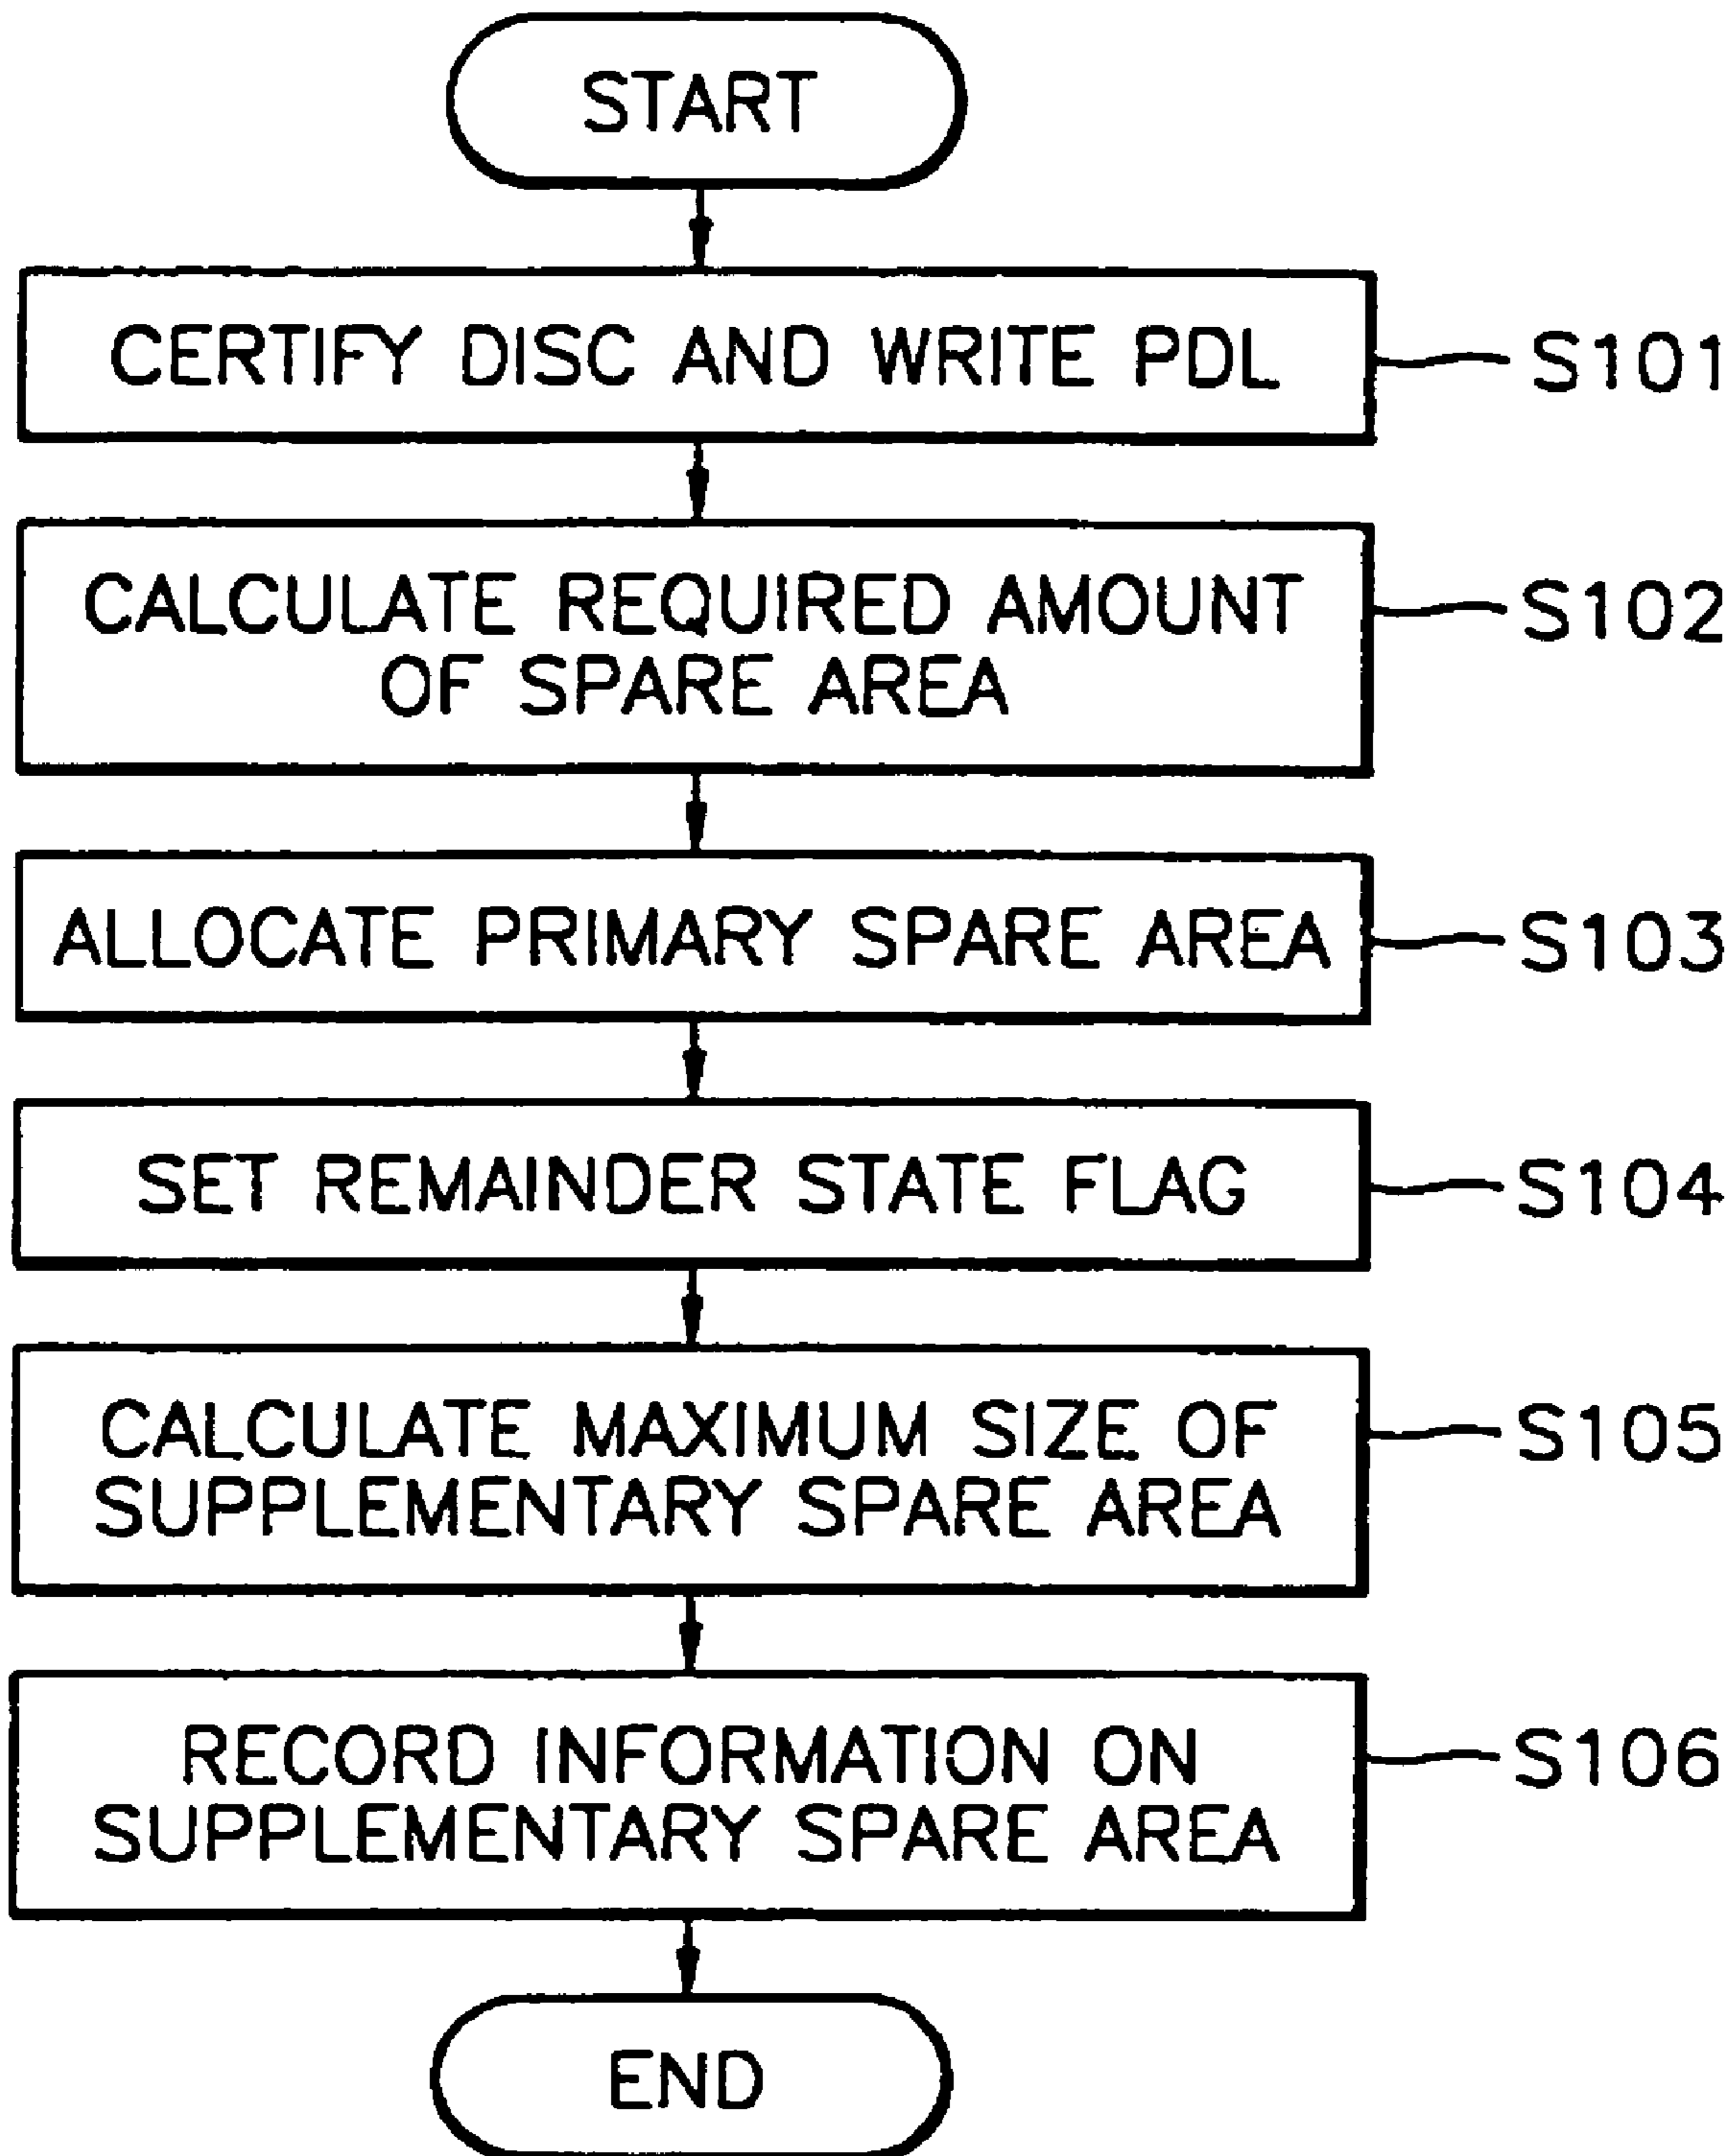 START
CERTIFY DISC AND WRITE PDL
S101
CALCULATE REQUIRED AMOUNT
OF SPARE AREA
S102
ALLOCATE PRIMARY SPARE AREA
S103
SET REMAINDER STATE FLAG
S104
CALCULATE MAXIMUM SIZE OF
SUPPLEMENTARY SPARE AREA
S105
RECORD INFORMATION ON
SUPPLEMENTARY SPARE AREA
S106
END